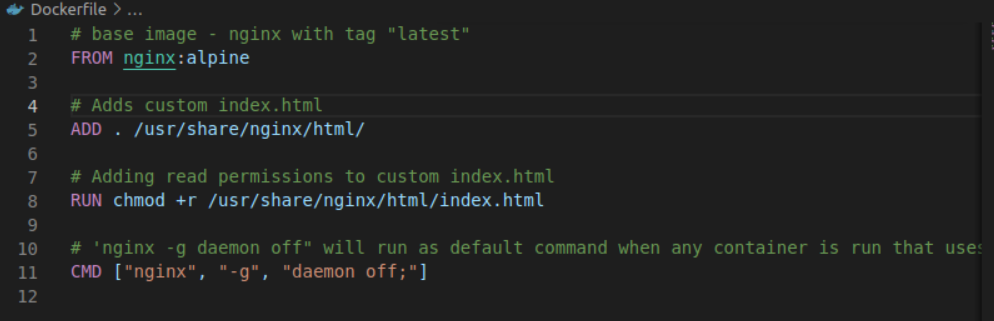 Dockerfile > ...
1 # base image - nginx with tag "latest"
2 FROM nginx:alpine
3
4 # Adds custom index.html
5 ADD . /usr/share/nginx/html/
6
7 # Adding read permissions to custom index.html
8 RUN chmod +r /usr/share/nginx/html/index.html
9
10 # 'nginx -g daemon off" will run as default command when any container is run that uses
11 CMD ["nginx", "-g", "daemon off;"]
12